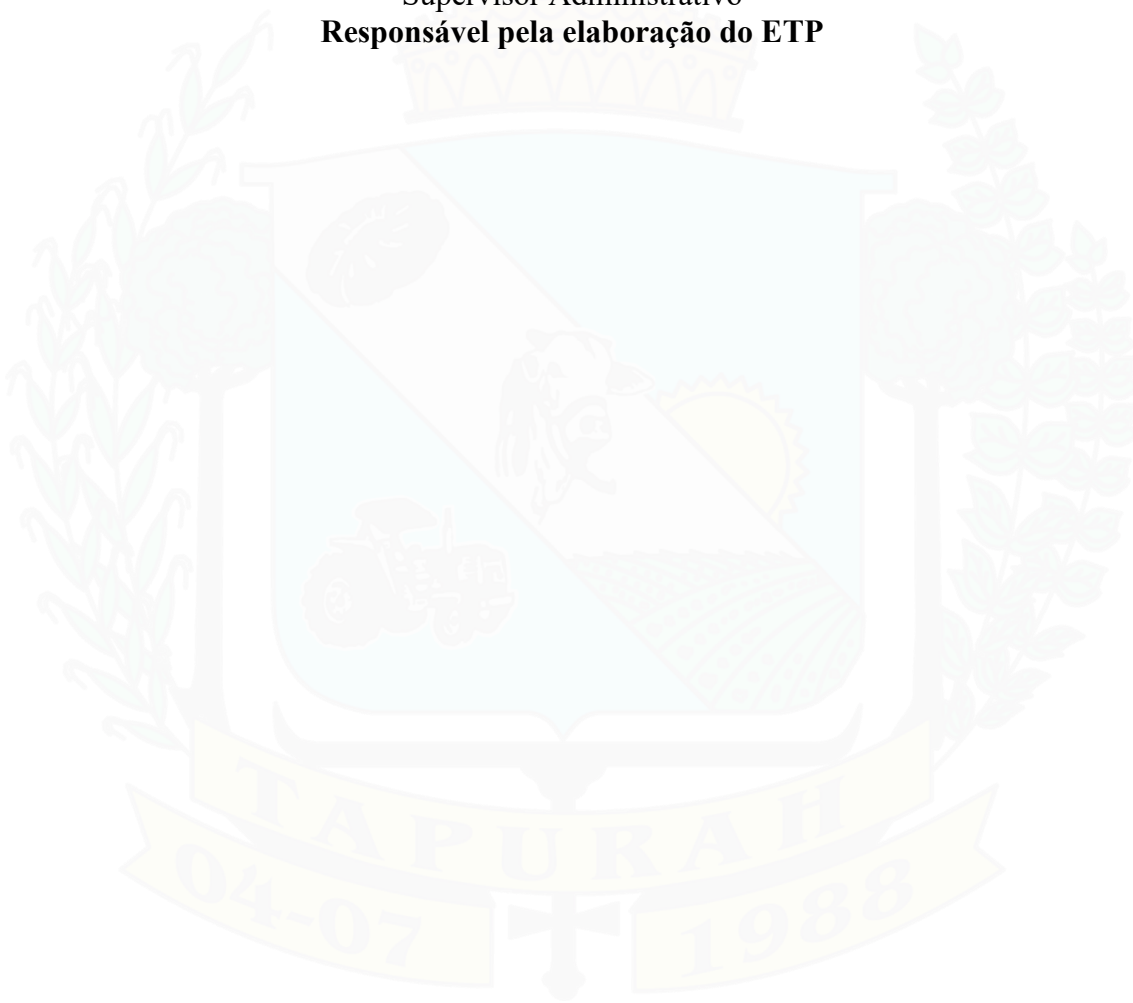 Supervisor Administrativo
Responsável pela elaboração do ETP
TAPURAH
04-07 1988